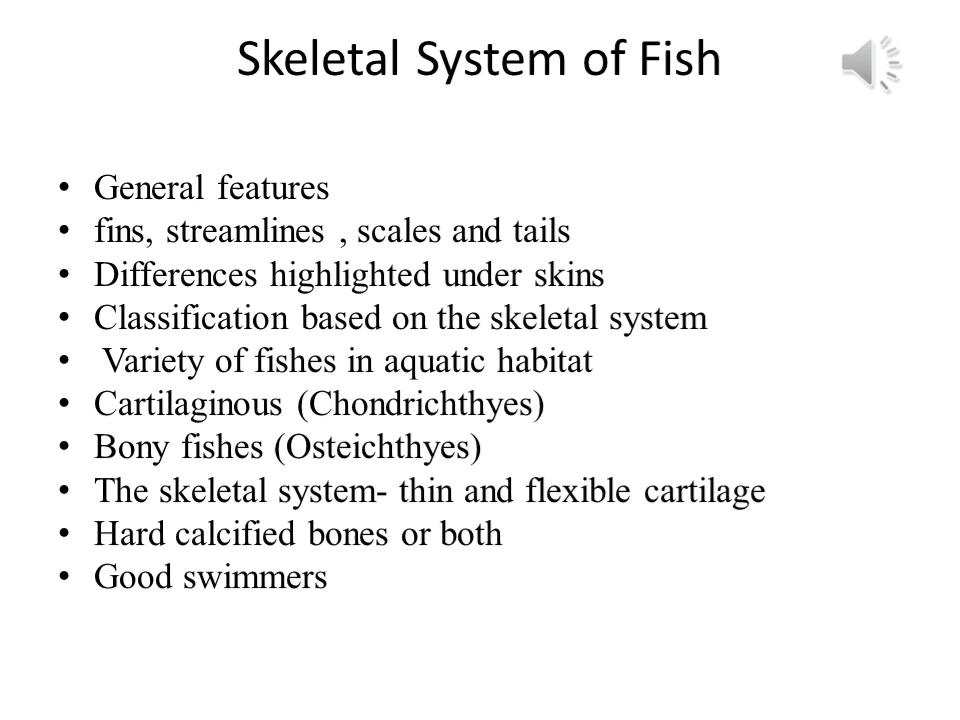 Skeletal System of Fish
• General features
• fins, streamlines , scales and tails
• Differences highlighted under skins
• Classification based on the skeletal system
• Variety of fishes in aquatic habitat
• Cartilaginous (Chondrichthyes)
• Bony fishes (Osteichthyes)
• The skeletal system- thin and flexible cartilage
• Hard calcified bones or both
• Good swimmers